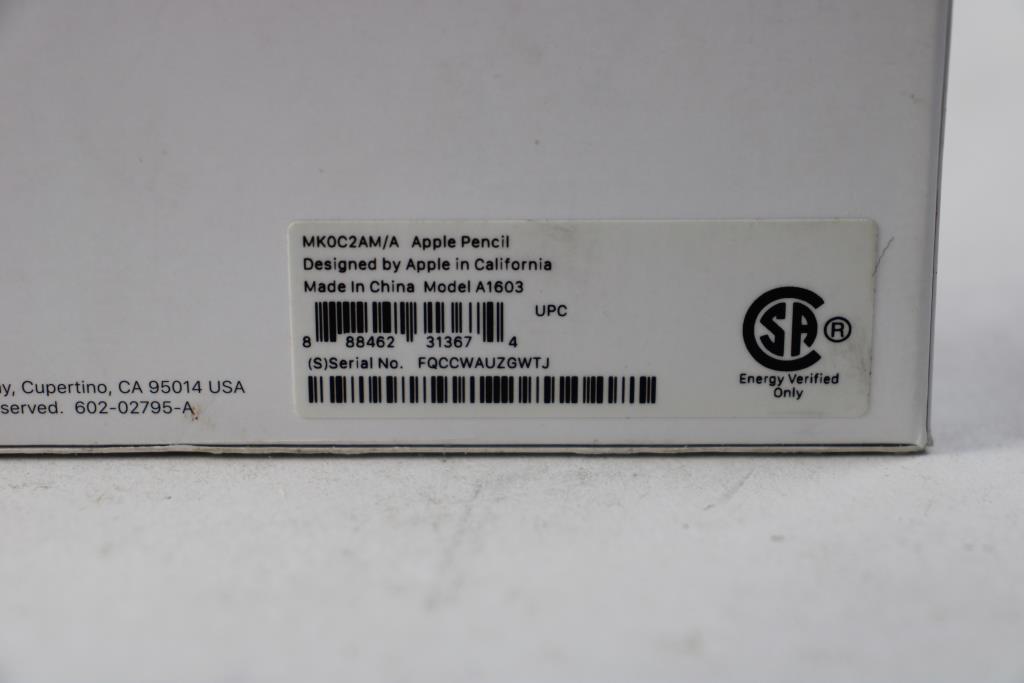 MK0C2AM/A Apple Pencil
Designed by Apple in California
Made In China Model A1603
UPC
8 88462 31367 4
(S)Serial No. FQCCWAUZGWTJ
SA ®
Energy Verified
Only
Cupertino, CA 95014 USA
602-02795-A